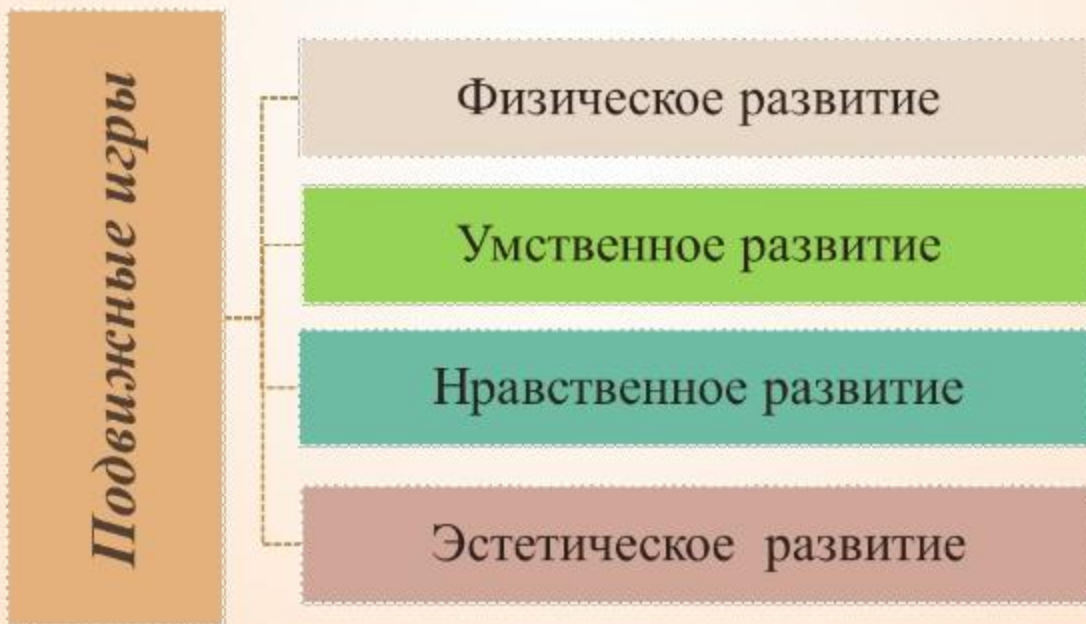 Подвижные игры
Физическое развитие
Умственное развитие
Нравственное развитие
Эстетическое развитие